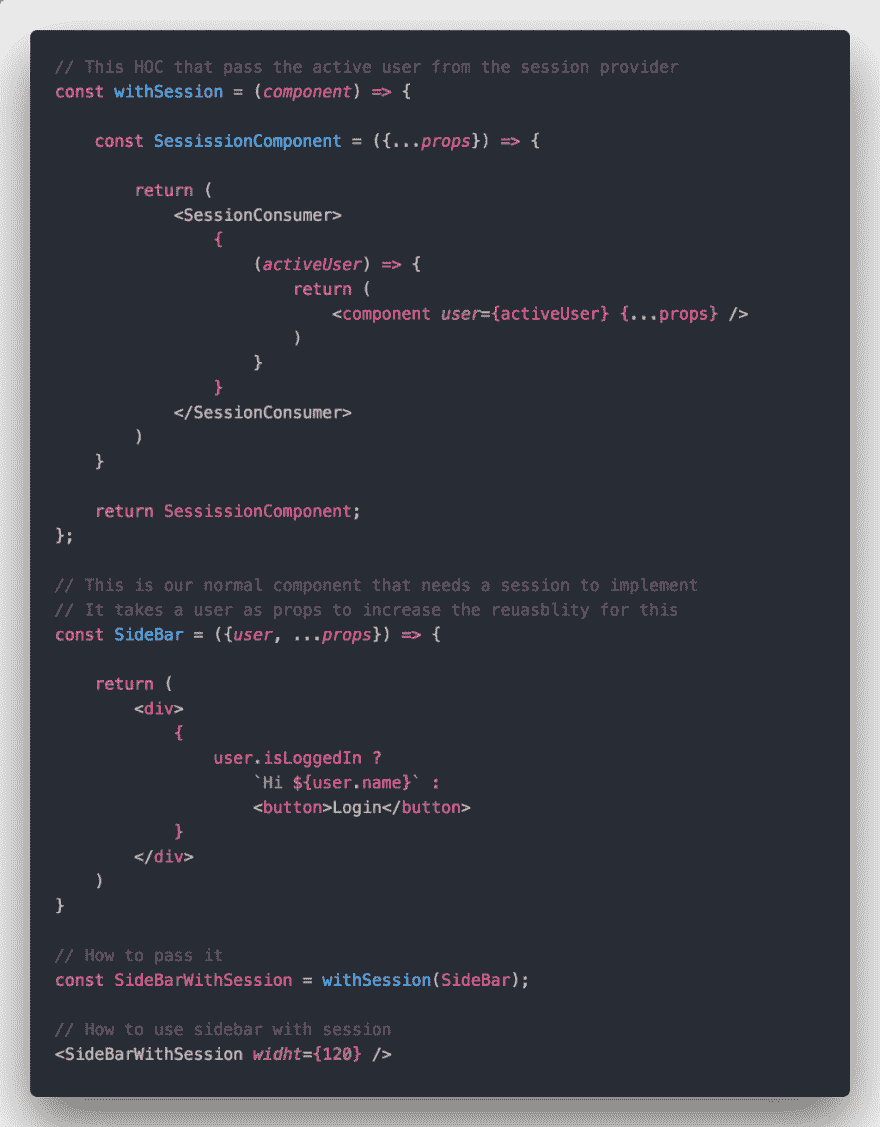 // This HOC that pass the active user from the session provider
const withSession = (component) => {
    const SessissionComponent = ({...props}) => {
        return (
            <SessionConsumer>
                {
                    (activeUser) => {
                        return (
                            <component user={activeUser} {...props} />
                        )
                    }
                }
            </SessionConsumer>
        )
    }
    return SessissionComponent;
};
// This is our normal component that needs a session to implement
// It takes a user as props to increase the reuasblity for this
const SideBar = ({user, ...props}) => {
    return (
        <div>
            {
                user.isLoggedIn ?
                    `Hi ${user.name}` :
                    <button>Login</button>
            }
        </div>
    )
}
// How to pass it
const SideBarWithSession = withSession(SideBar);
// How to use sidebar with session
<SideBarWithSession widht={120} />